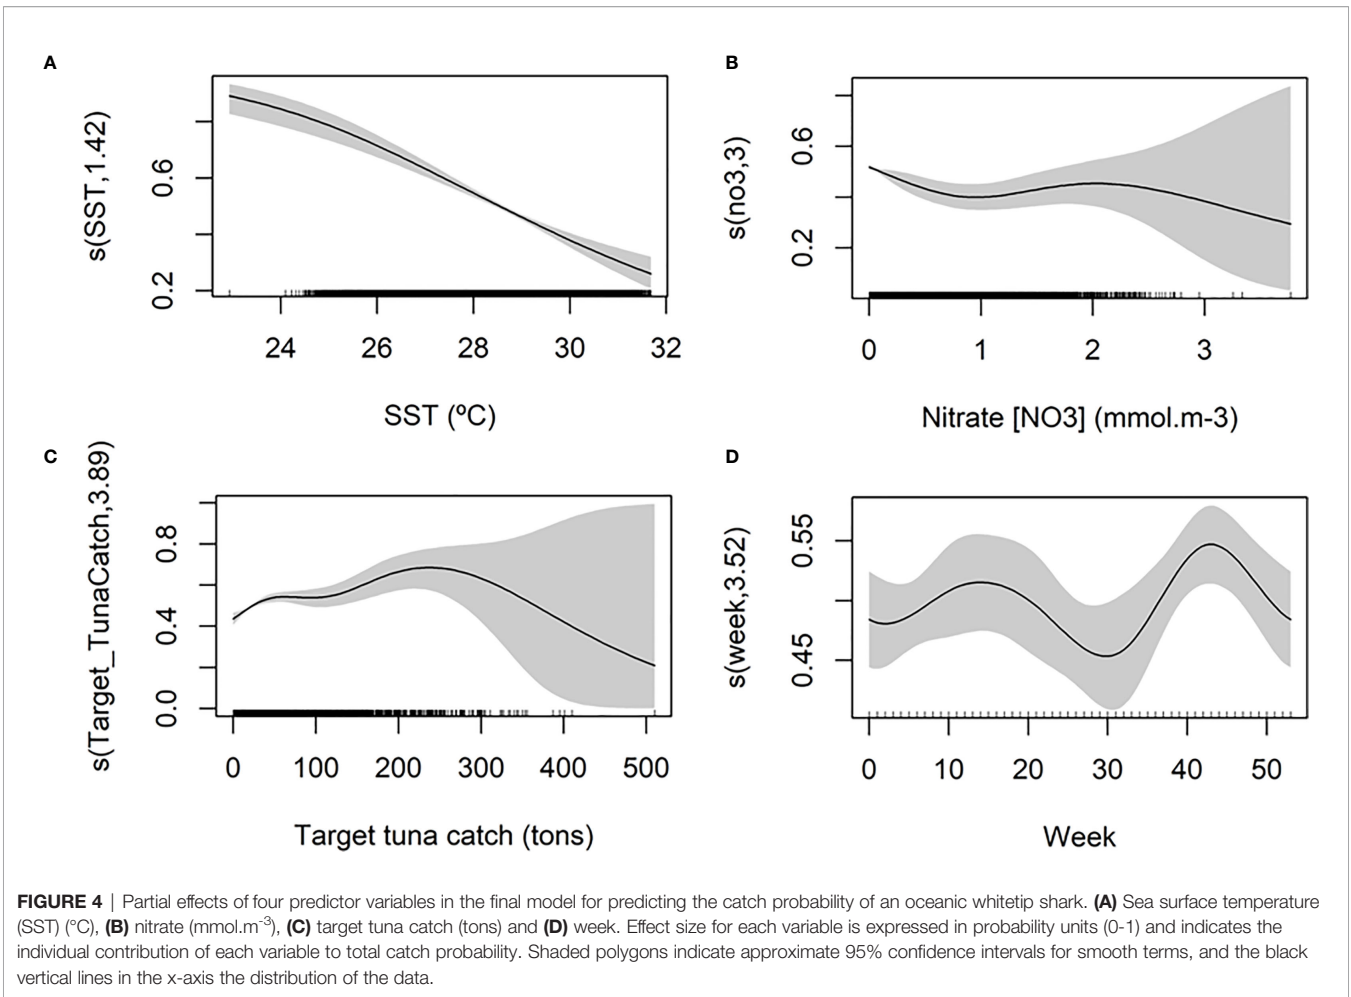 A
s(SST,1.42)
0.6
0.2
24 26 28 30 32
SST (ºC)
B
s(no3,3)
0.6
0.2
0 1 2 3
Nitrate [NO3] (mmol.m-3)
C
s(Target_TunaCatch,3.89)
0.8
0.4
0.0
0 100 200 300 400 500
Target tuna catch (tons)
D
s(week,3.52)
0.55
0.45
0 10 20 30 40 50
Week
FIGURE 4 | Partial effects of four predictor variables in the final model for predicting the catch probability of an oceanic whitetip shark. (A) Sea surface temperature
(SST) (°C), (B) nitrate (mmol.m-3), (C) target tuna catch (tons) and (D) week. Effect size for each variable is expressed in probability units (0-1) and indicates the
individual contribution of each variable to total catch probability. Shaded polygons indicate approximate 95% confidence intervals for smooth terms, and the black
vertical lines in the x-axis the distribution of the data.